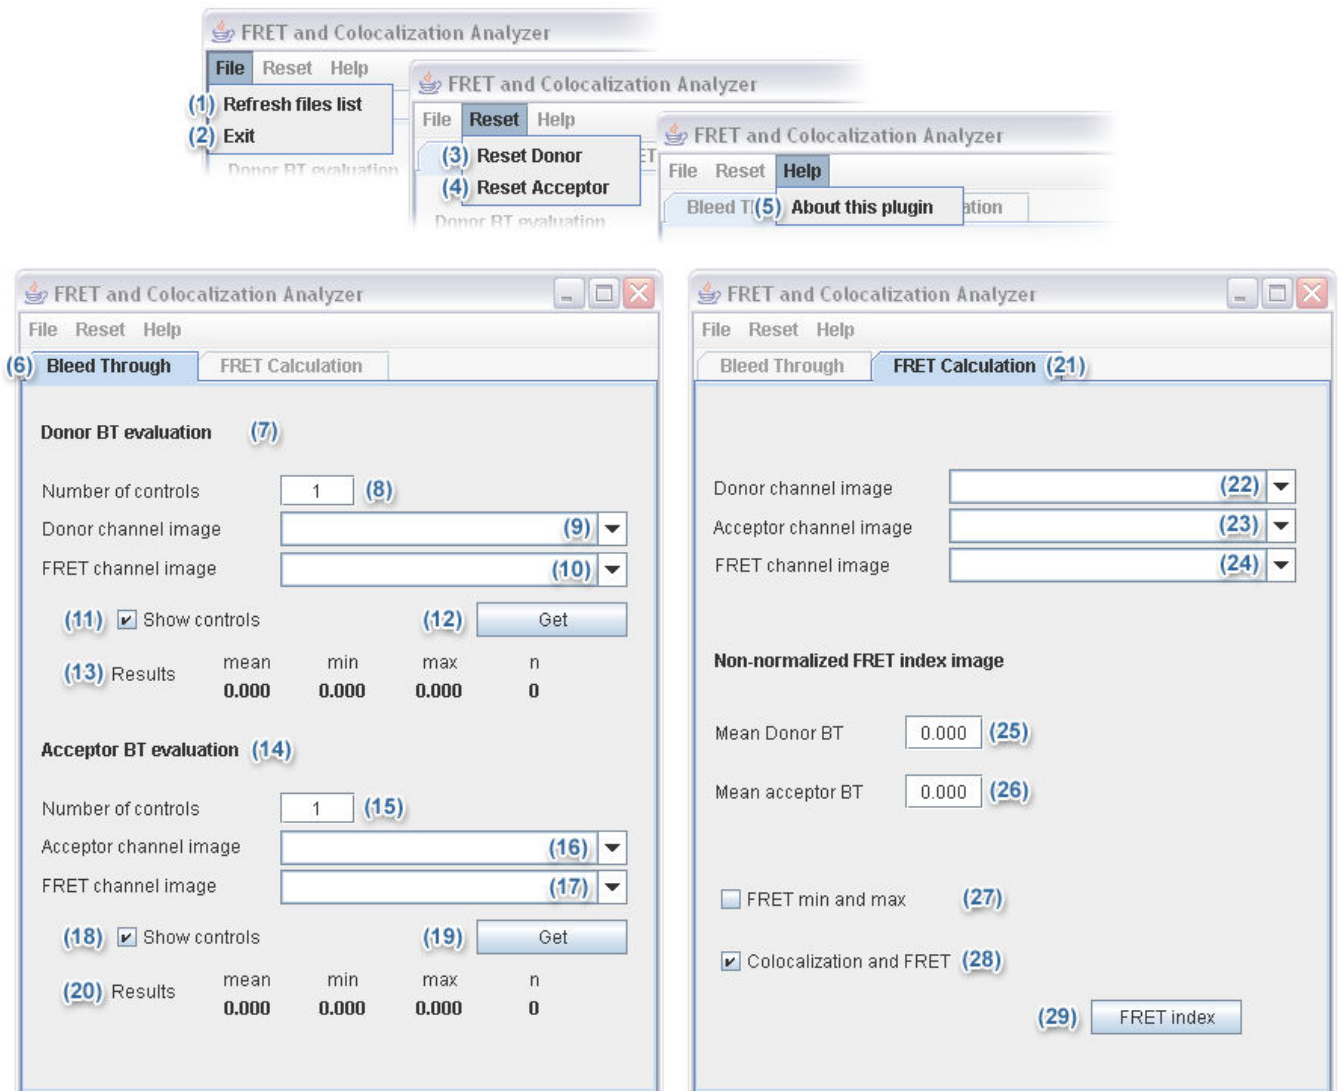 FRET and Colocalization Analyzer
File Reset Help
(1) Refresh files list
(2) Exit
Donor BT evaluation
FRET and Colocalization Analyzer
File Reset Help
(3) Reset Donor
(4) Reset Acceptor
Donor BT evaluation
FRET and Colocalization Analyzer
File Reset Help
Bleed T (5) About this plugin ation
FRET and Colocalization Analyzer
File Reset Help
(6) Bleed Through FRET Calculation
Donor BT evaluation (7)
Number of controls 1 (8)
Donor channel image (9)
FRET channel image (10)
(11) Show controls (12) Get
mean min max n
(13) Results
0.000 0.000 0.000 0
Acceptor BT evaluation (14)
Number of controls 1 (15)
Acceptor channel image (16)
FRET channel image (17)
(18) Show controls (19) Get
mean min max n
(20) Results
0.000 0.000 0.000 0
FRET and Colocalization Analyzer
File Reset Help
Bleed Through FRET Calculation (21)
Donor channel image (22)
Acceptor channel image (23)
FRET channel image (24)
Non-normalized FRET index image
Mean Donor BT 0.000 (25)
Mean acceptor BT 0.000 (26)
FRET min and max (27)
Colocalization and FRET (28)
(29) FRET index